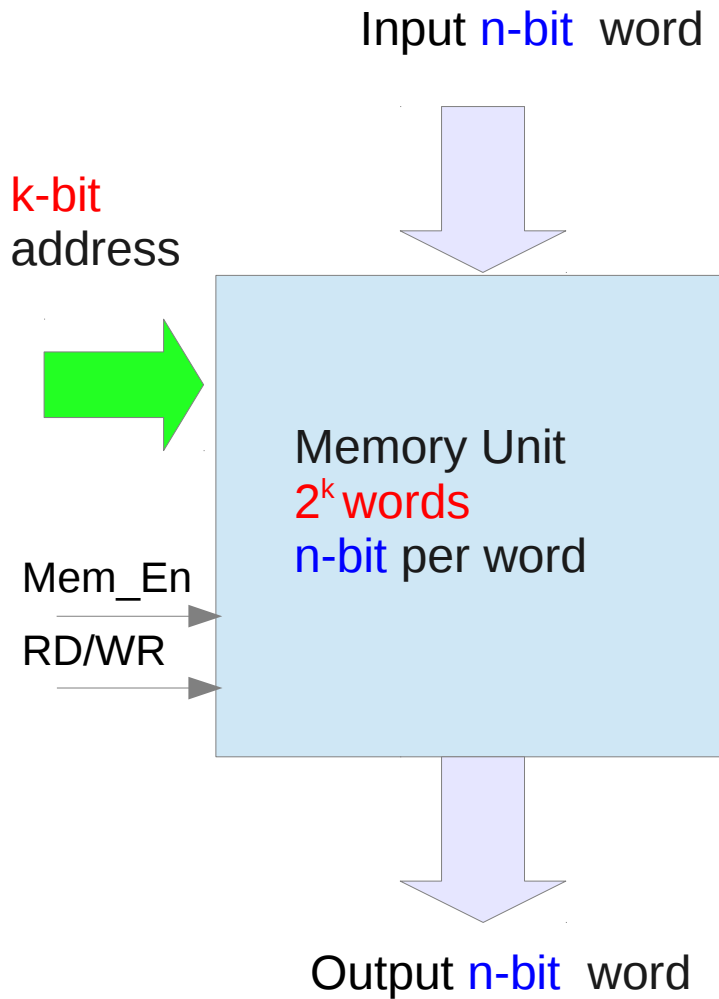 Input n-bit word
k-bit
address
Memory Unit
2ᵏ words
n-bit per word
Mem_En
RD/WR
Output n-bit word